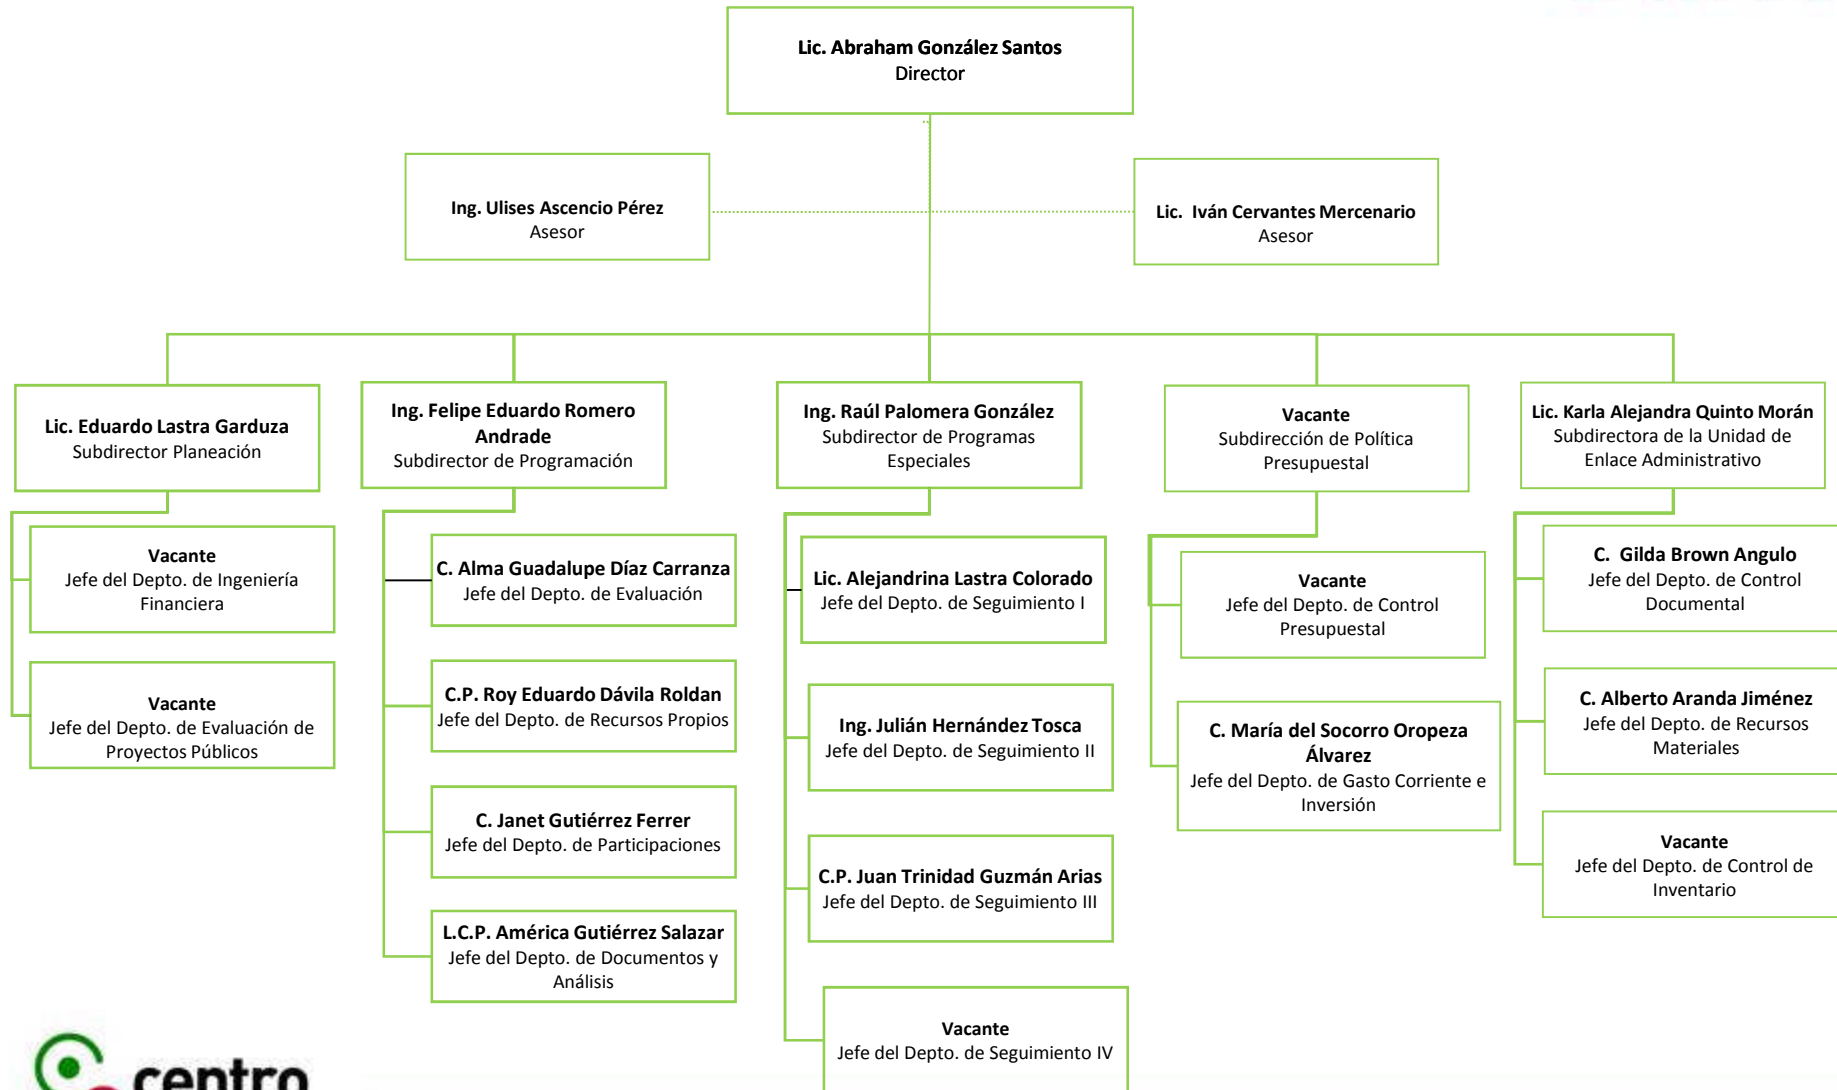 Lic. Abraham González Santos
Director
Ing. Ulises Ascencio Pérez
Asesor
Lic. Iván Cervantes Mercenario
Asesor
Lic. Eduardo Lastra Garduza
Subdirector Planeación
Ing. Felipe Eduardo Romero
Andrade
Subdirector de Programación
Ing. Raúl Palomera González
Subdirector de Programas
Especiales
Vacante
Subdirección de Política
Presupuestal
Lic. Karla Alejandra Quinto Morán
Subdirectora de la Unidad de
Enlace Administrativo
Vacante
Jefe del Depto. de Ingeniería
Financiera
Vacante
Jefe del Depto. de Evaluación de
Proyectos Públicos
C. Alma Guadalupe Díaz Carranza
Jefe del Depto. de Evaluación
C.P. Roy Eduardo Dávila Roldan
Jefe del Depto. de Recursos Propios
C. Janet Gutiérrez Ferrer
Jefe del Depto. de Participaciones
L.C.P. América Gutiérrez Salazar
Jefe del Depto. de Documentos y
Análisis
Lic. Alejandrina Lastra Colorado
Jefe del Depto. de Seguimiento I
Ing. Julián Hernández Tosca
Jefe del Depto. de Seguimiento II
C.P. Juan Trinidad Guzmán Arias
Jefe del Depto. de Seguimiento III
Vacante
Jefe del Depto. de Seguimiento IV
Vacante
Jefe del Depto. de Control
Presupuestal
C. María del Socorro Oropeza
Álvarez
Jefe del Depto. de Gasto Corriente e
Inversión
C. Gilda Brown Angulo
Jefe del Depto. de Control
Documental
C. Alberto Aranda Jiménez
Jefe del Depto. de Recursos
Materiales
Vacante
Jefe del Depto. de Control de
Inventario
centro